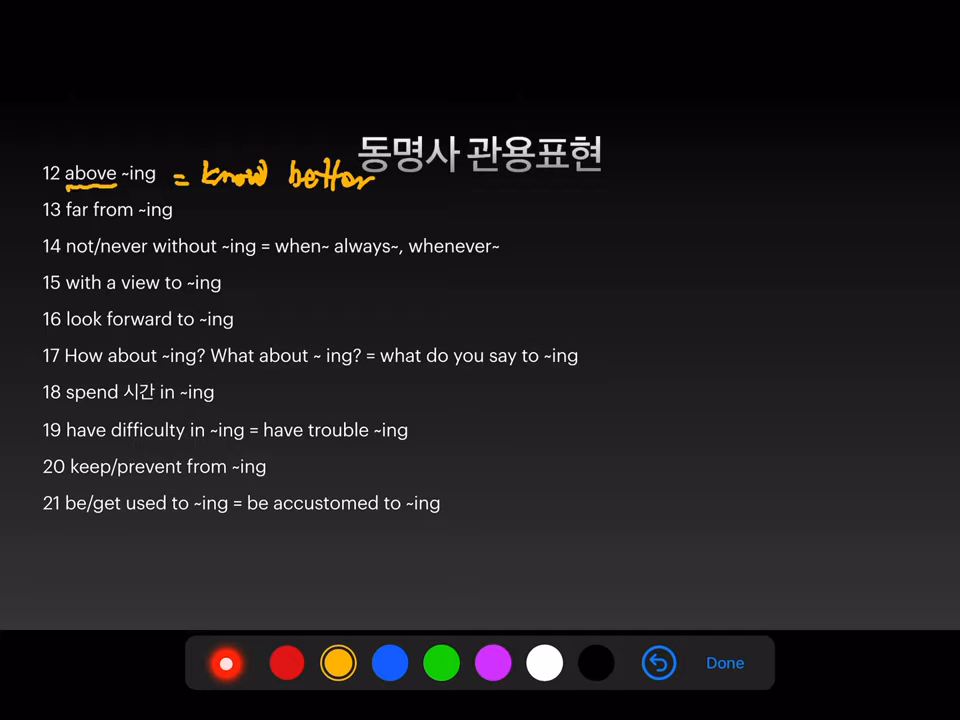 동명사 관용표현
12 above ~ing = know better
13 far from ~ing
14 not/never without ~ing = when~ always~, whenever~
15 with a view to ~ing
16 look forward to ~ing
17 How about ~ing? What about ~ ing? = what do you say to ~ing
18 spend 시간 in ~ing
19 have difficulty in ~ing = have trouble ~ing
20 keep/prevent from ~ing
21 be/get used to ~ing = be accustomed to ~ing
Done